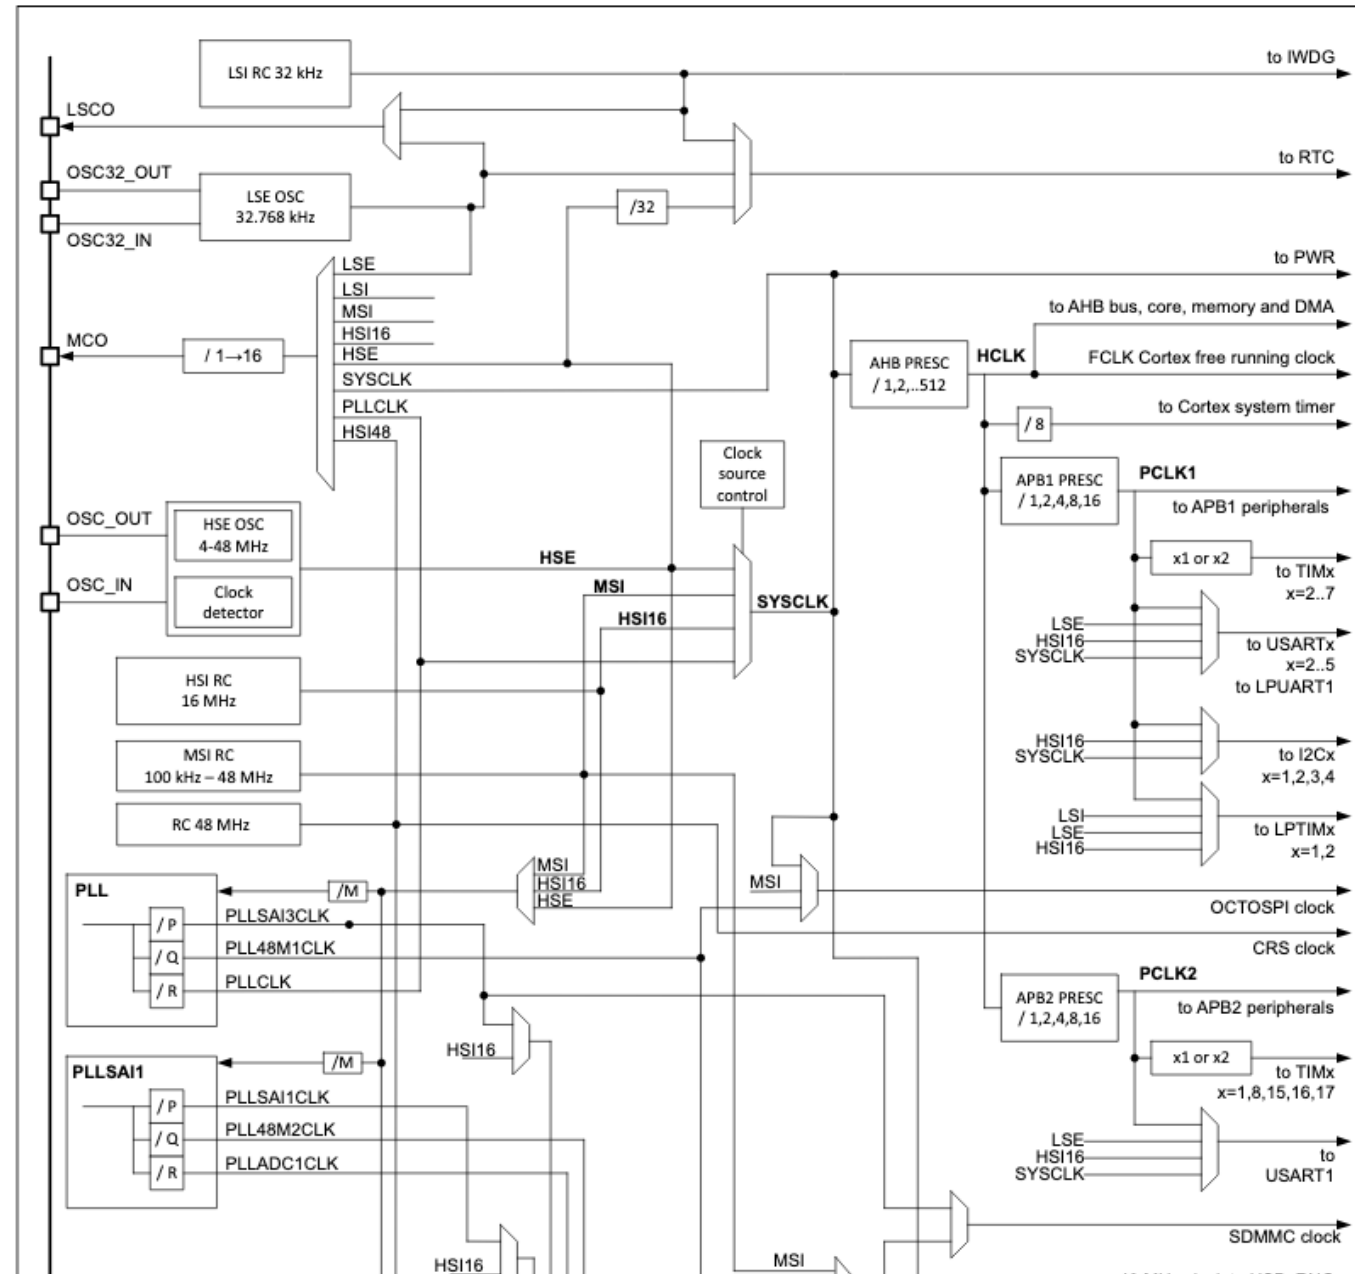 LSI RC 32 kHz
to IWDG
LSCO
OSC32_OUT
LSE OSC
32.768 kHz
/32
to RTC
OSC32_IN
to PWR
LSE
LSI
MSI
HSI16
HSE
SYSCLK
PLLCLK
HSI48
MCO
/ 1→16
to AHB bus, core, memory and DMA
AHB PRESC
/ 1,2,..512
HCLK
FCLK Cortex free running clock
to Cortex system timer
/ 8
Clock
source
control
APB1 PRESC
/ 1,2,4,8,16
PCLK1
to APB1 peripherals
OSC_OUT
HSE OSC
4-48 MHz
OSC_IN
Clock
detector
HSE
MSI
HSI16
SYSCLK
x1 or x2
to TIMx
x=2..7
LSE
HSI16
SYSCLK
to USARTx
x=2..5
to LPUART1
HSI RC
16 MHz
HSI16
SYSCLK
to I2Cx
x=1,2,3,4
MSI RC
100 kHz – 48 MHz
RC 48 MHz
LSI
LSE
HSI16
to LPTIMx
x=1,2
MSI
HSI16
HSE
MSI
OCTOSPI clock
CRS clock
PLL
/M
/ P
PLLSAI3CLK
/ Q
PLL48M1CLK
/ R
PLLCLK
APB2 PRESC
/ 1,2,4,8,16
PCLK2
to APB2 peripherals
HSI16
x1 or x2
to TIMx
x=1,8,15,16,17
PLLSAI1
/M
/ P
PLLSAI1CLK
/ Q
PLL48M2CLK
/ R
PLLADC1CLK
LSE
HSI16
SYSCLK
to
USART1
SDMMC clock
HSI16
MSI